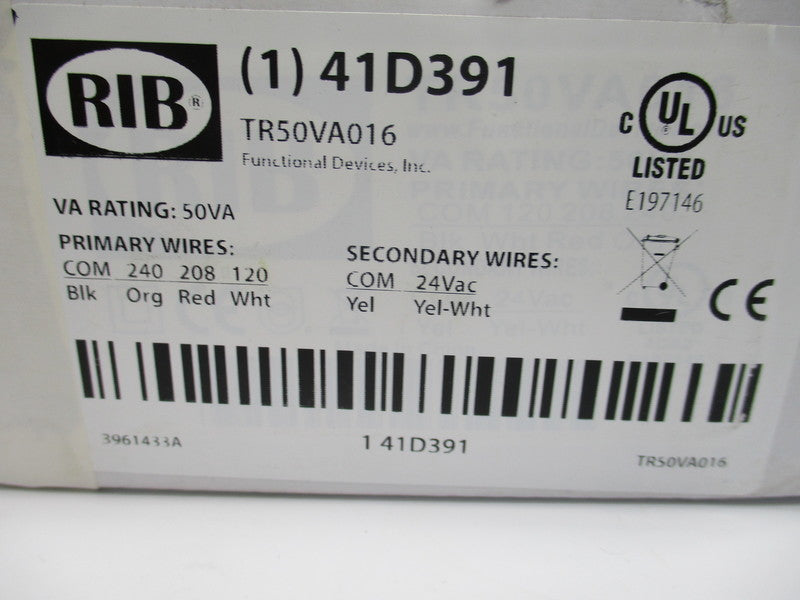 RIB®
(1) 41D391
TR50VA016
Functional Devices, Inc.
C UL US
LISTED
E197146
VA RATING: 50VA
PRIMARY WIRES:
COM 240 208 120
Blk Org Red Wht
SECONDARY WIRES:
COM 24Vac
Yel Yel-Wht
CE
3961433A
1 41D391
TR50VA016